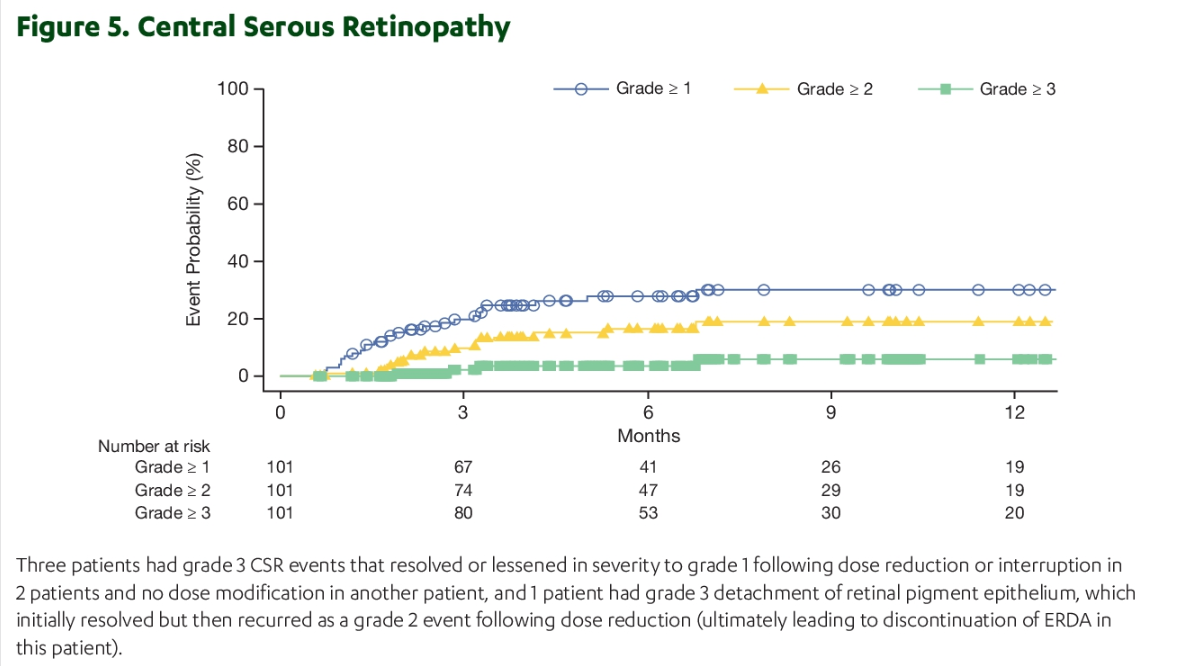 Figure 5. Central Serous Retinopathy
Grade ≥ 1 Grade ≥ 2 Grade ≥ 3
Event Probability (%)
100
80
60
40
20
0
0 3 6 9 12
Months
Number at risk
Grade ≥ 1 101 67 41 26 19
Grade ≥ 2 101 74 47 29 19
Grade ≥ 3 101 80 53 30 20
Three patients had grade 3 CSR events that resolved or lessened in severity to grade 1 following dose reduction or interruption in
2 patients and no dose modification in another patient, and 1 patient had grade 3 detachment of retinal pigment epithelium, which
initially resolved but then recurred as a grade 2 event following dose reduction (ultimately leading to discontinuation of ERDA in
this patient).